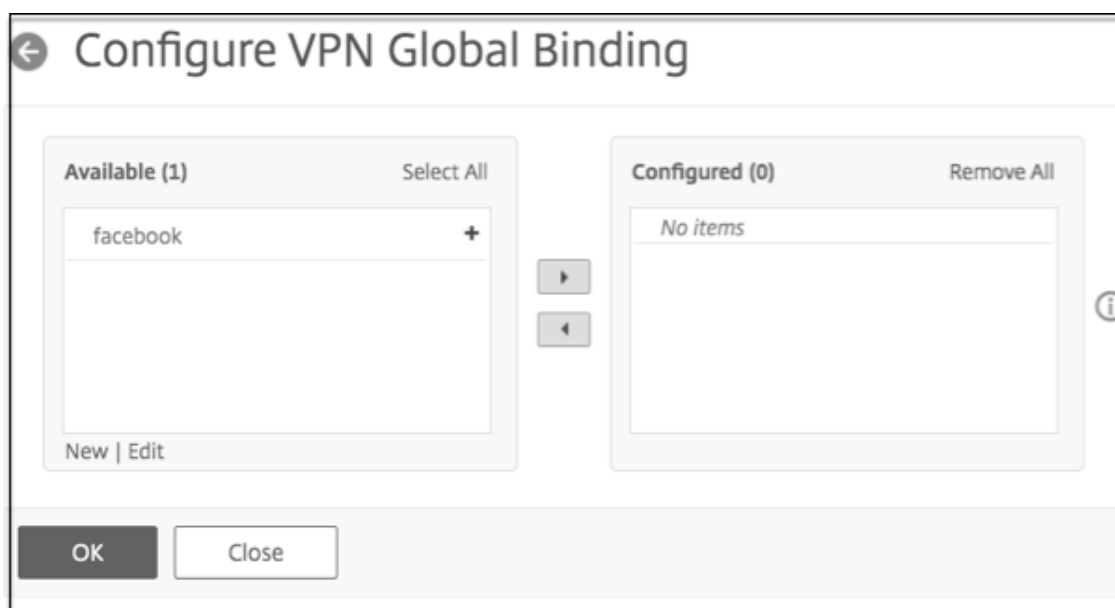 Configure VPN Global Binding
Available (1) Select All
facebook +
New | Edit
Configured (0) Remove All
No items
OK Close